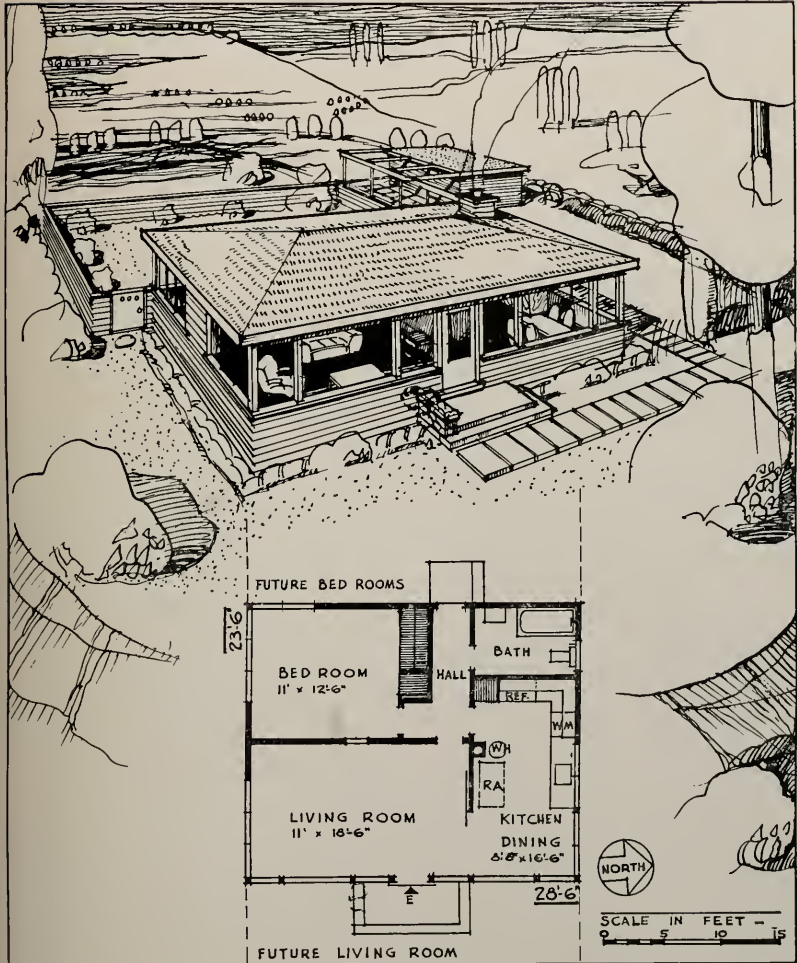 FUTURE BED ROOMS
23'-6"
BED ROOM
11' x 12'-6"
HALL
BATH
REF.
WM
WH
RA
LIVING ROOM
11' x 18'-6"
KITCHEN
DINING
8'-8" x 16'-6"
E
28'-6"
NORTH
SCALE IN FEET -
0 5 10 15
FUTURE LIVING ROOM